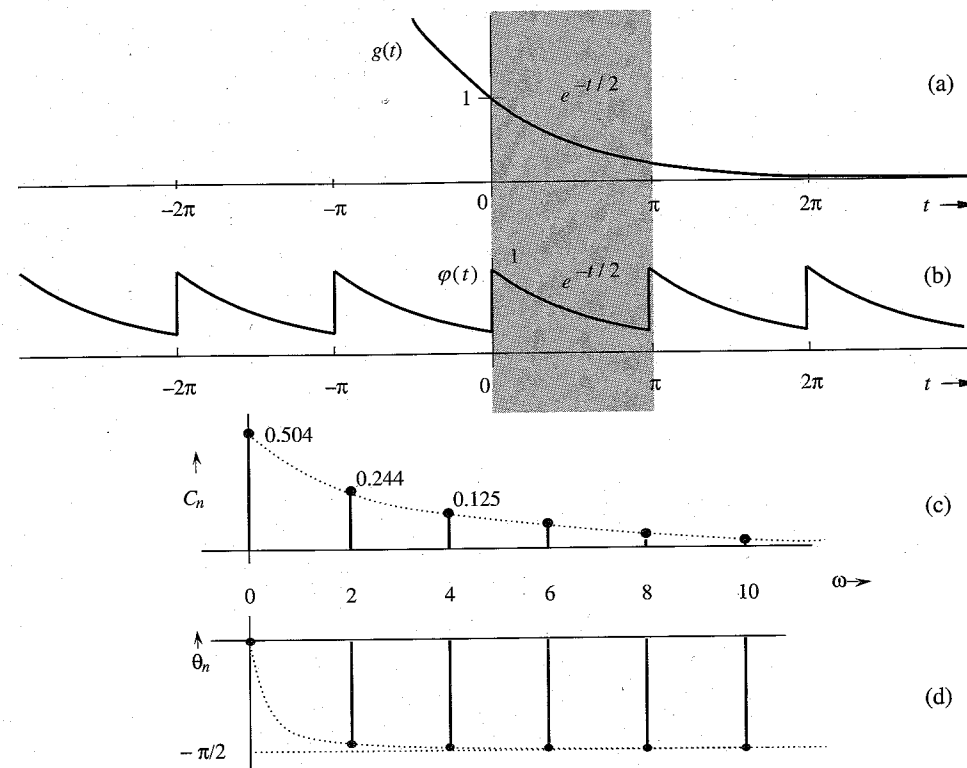 g(t)
1
e^{-t/2}
(a)
-2π -π 0 π 2π t →
φ(t) 1 e^{-t/2}
(b)
-2π -π 0 π 2π t →
0.504
0.244
0.125
↑
C_n
(c)
0 2 4 6 8 10 ω→
↑
θ_n
(d)
- π/2